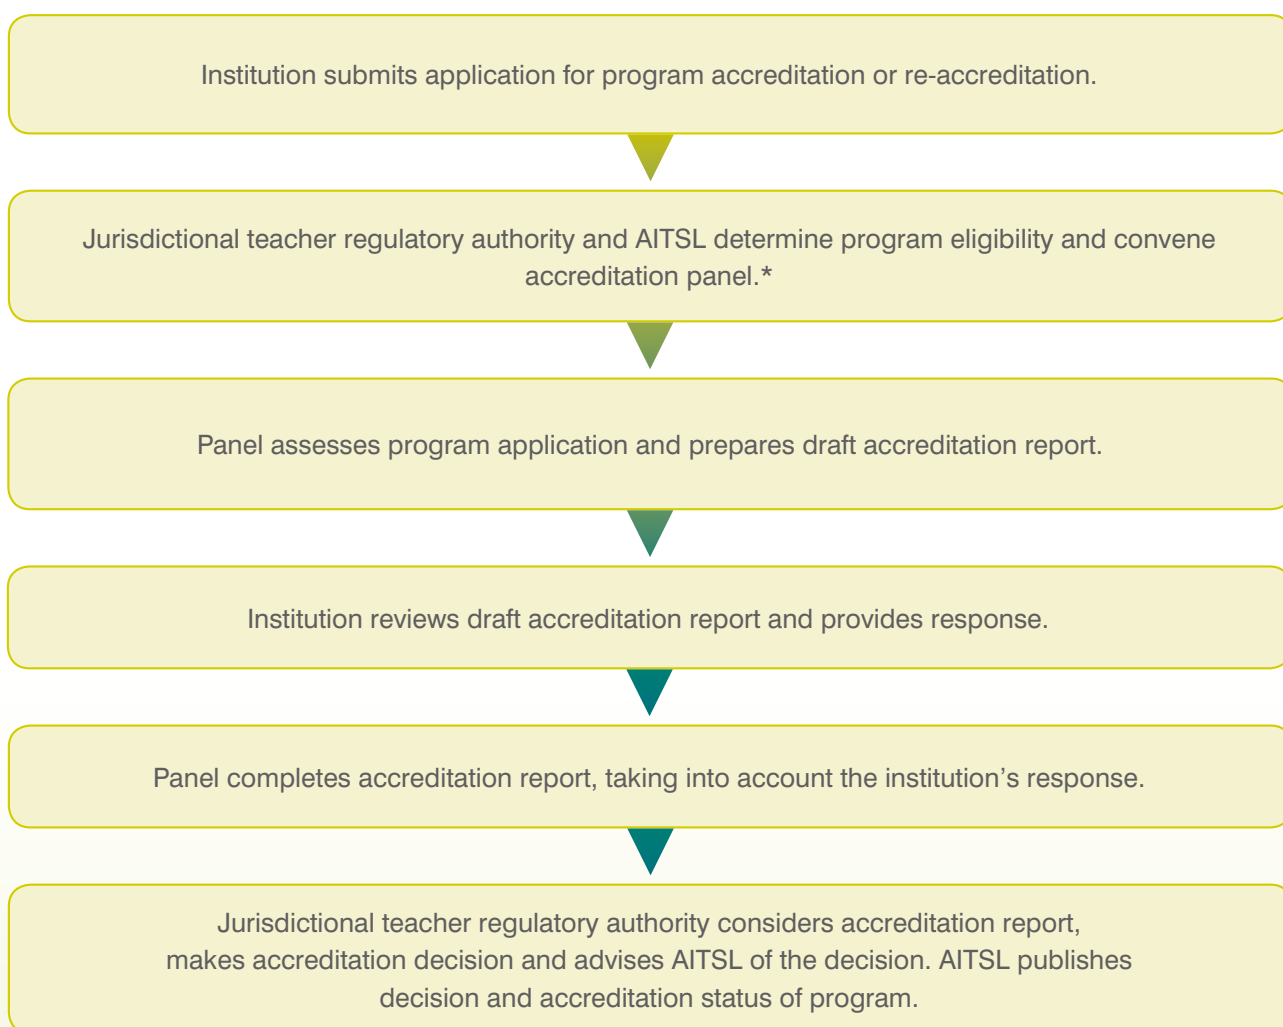 Institution submits application for program accreditation or re-accreditation.
Jurisdictional teacher regulatory authority and AITSL determine program eligibility and convene
accreditation panel.*
Panel assesses program application and prepares draft accreditation report.
Institution reviews draft accreditation report and provides response.
Panel completes accreditation report, taking into account the institution’s response.
Jurisdictional teacher regulatory authority considers accreditation report,
makes accreditation decision and advises AITSL of the decision. AITSL publishes
decision and accreditation status of program.